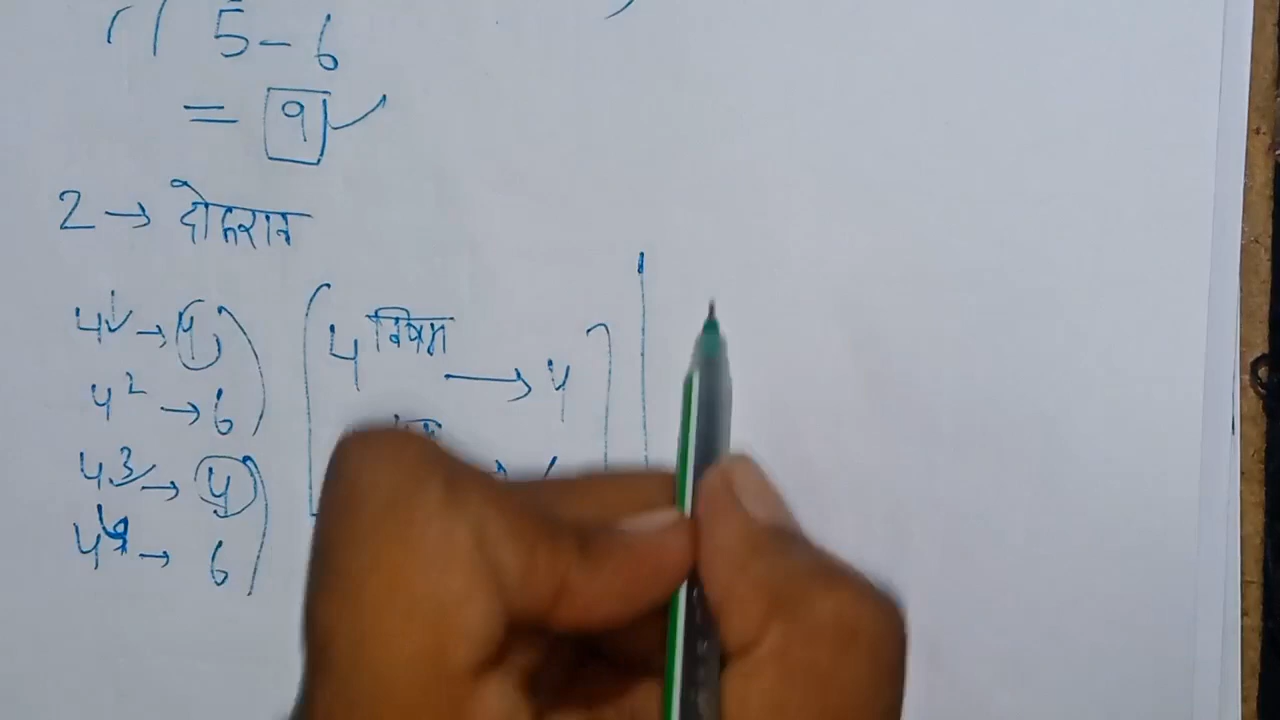 5 - 6
= 9
2 → दोहराव
4¹ → 4
4² → 6
4³ → 4
4⁴ → 6
4^विषम → 4